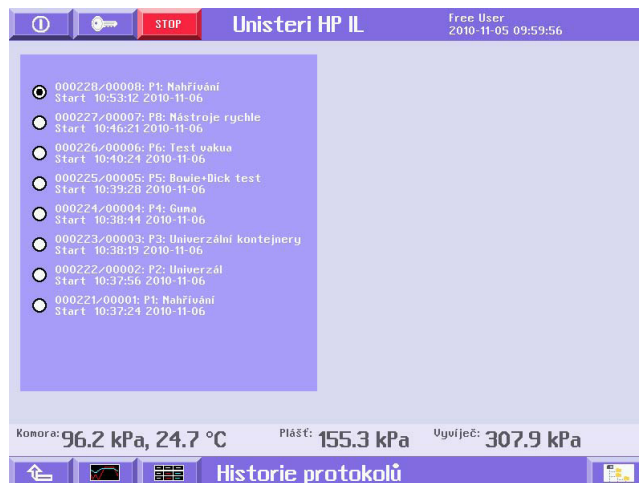 STOP
Unisteri HP IL
Free User
2010-11-05 09:59:56
000228/00008: P1: Nahřívání
Start 10:53:12 2010-11-06
000227/00007: P8: Nástroje rychle
Start 10:46:21 2010-11-06
000226/00006: P6: Test vakua
Start 10:40:24 2010-11-06
000225/00005: P5: Bowie+Dick test
Start 10:39:28 2010-11-06
000224/00004: P4: Guma
Start 10:38:44 2010-11-06
000223/00003: P3: Univerzální kontejnery
Start 10:38:19 2010-11-06
000222/00002: P2: Univerzál
Start 10:37:56 2010-11-06
000221/00001: P1: Nahřívání
Start 10:37:24 2010-11-06
Komora: 96.2 kPa, 24.7 °C Plášť: 155.3 kPa Vyvíječ: 307.9 kPa
Historie protokolů